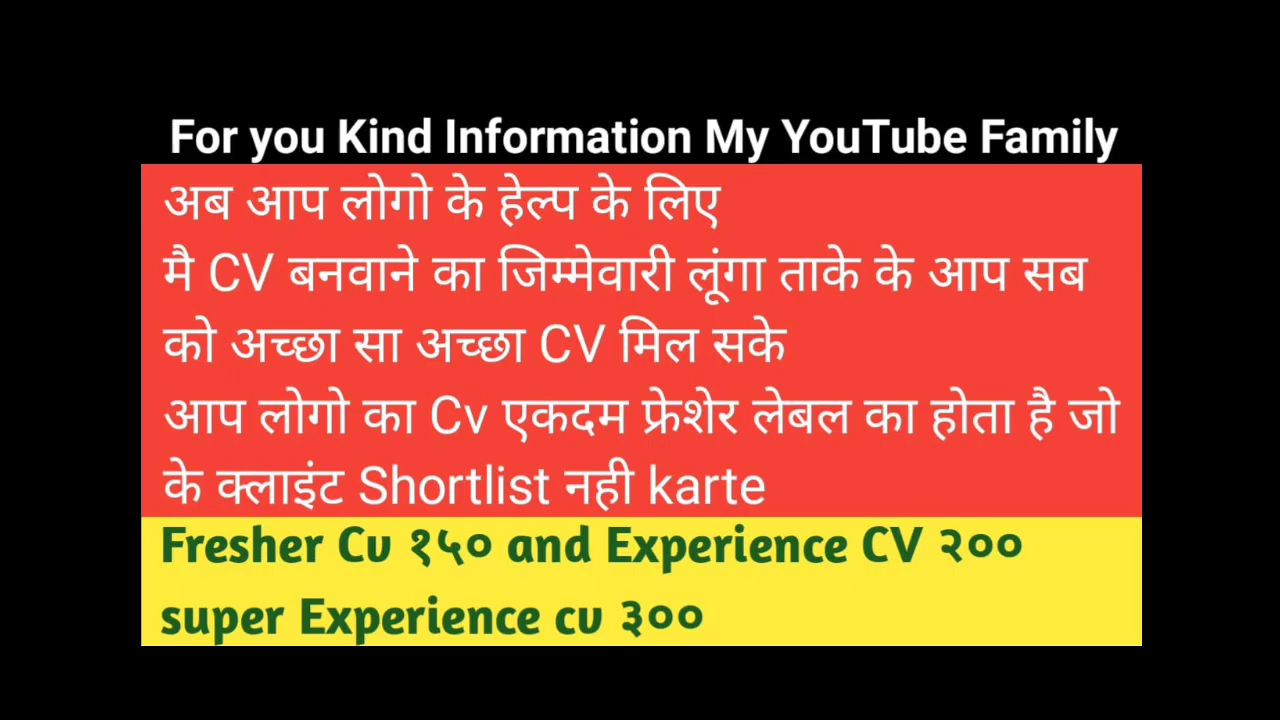 For you Kind Information My YouTube Family
अब आप लोगो के हेल्प के लिए
मै CV बनवाने का जिम्मेवारी लूंगा ताके के आप सब
को अच्छा सा अच्छा CV मिल सके
आप लोगो का Cv एकदम फ्रेशेर लेबल का होता है जो
के क्लाइंट Shortlist नही karte
Fresher Cv १५० and Experience CV २००
super Experience cv ३००